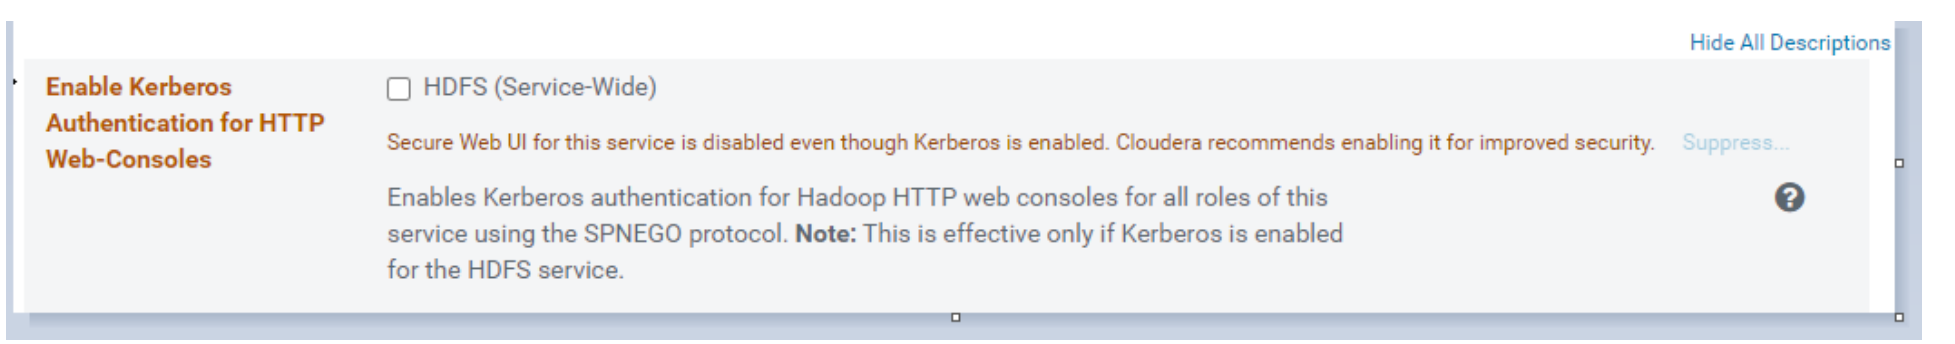 Hide All Descriptions
Enable Kerberos
Authentication for HTTP
Web-Consoles
HDFS (Service-Wide)
Secure Web UI for this service is disabled even though Kerberos is enabled. Cloudera recommends enabling it for improved security. Suppress...
Enables Kerberos authentication for Hadoop HTTP web consoles for all roles of this
service using the SPNEGO protocol. Note: This is effective only if Kerberos is enabled
for the HDFS service.
?